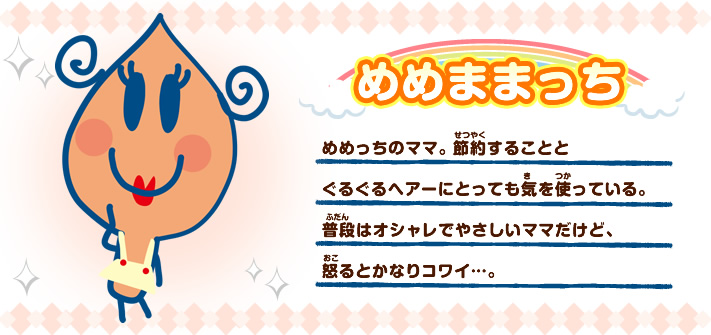 めめままっち
めめっちのママ。節約することと
ぐるぐるヘアーにとっても気を使っている。
普段はオシャレでやさしいママだけど、
怒るとかなりコワイ…。